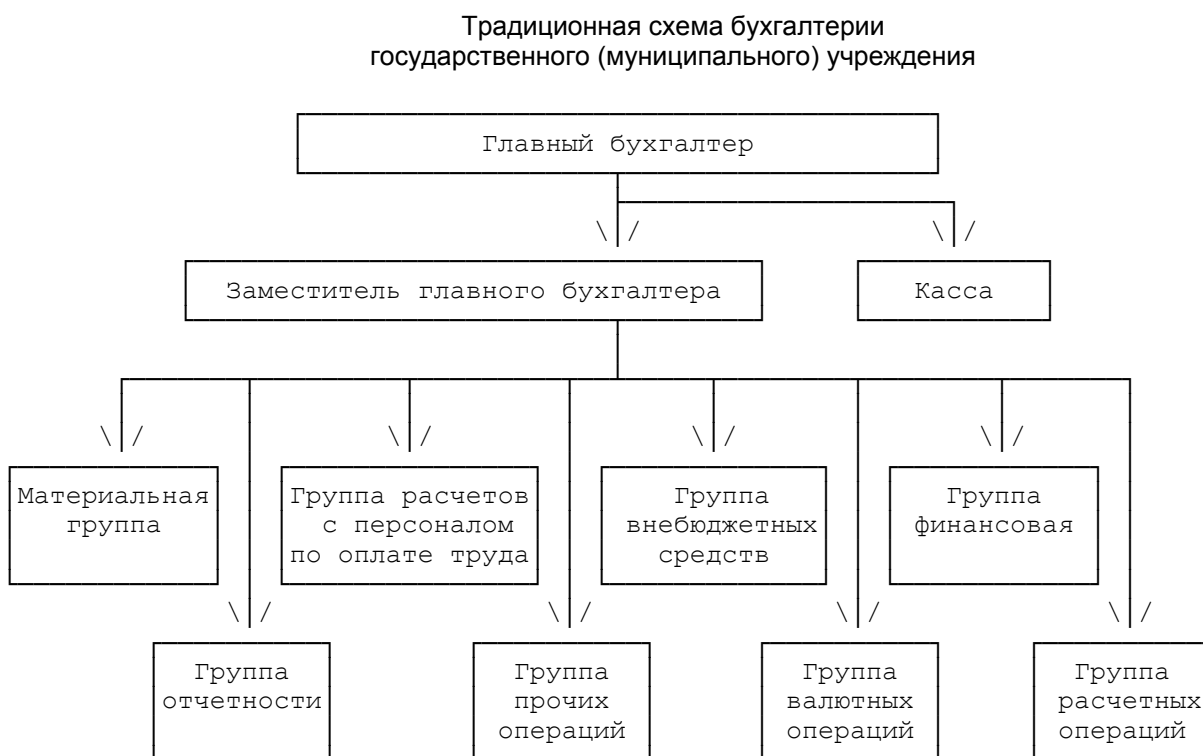 Традиционная схема бухгалтерии
государственного (муниципального) учреждения
Главный бухгалтер
Заместитель главного бухгалтера
Касса
Материальная
группа
Группа расчетов
с персоналом
по оплате труда
Группа
внебюджетных
средств
Группа
финансовая
Группа
отчетности
Группа
прочих
операций
Группа
валютных
операций
Группа
расчетных
операций